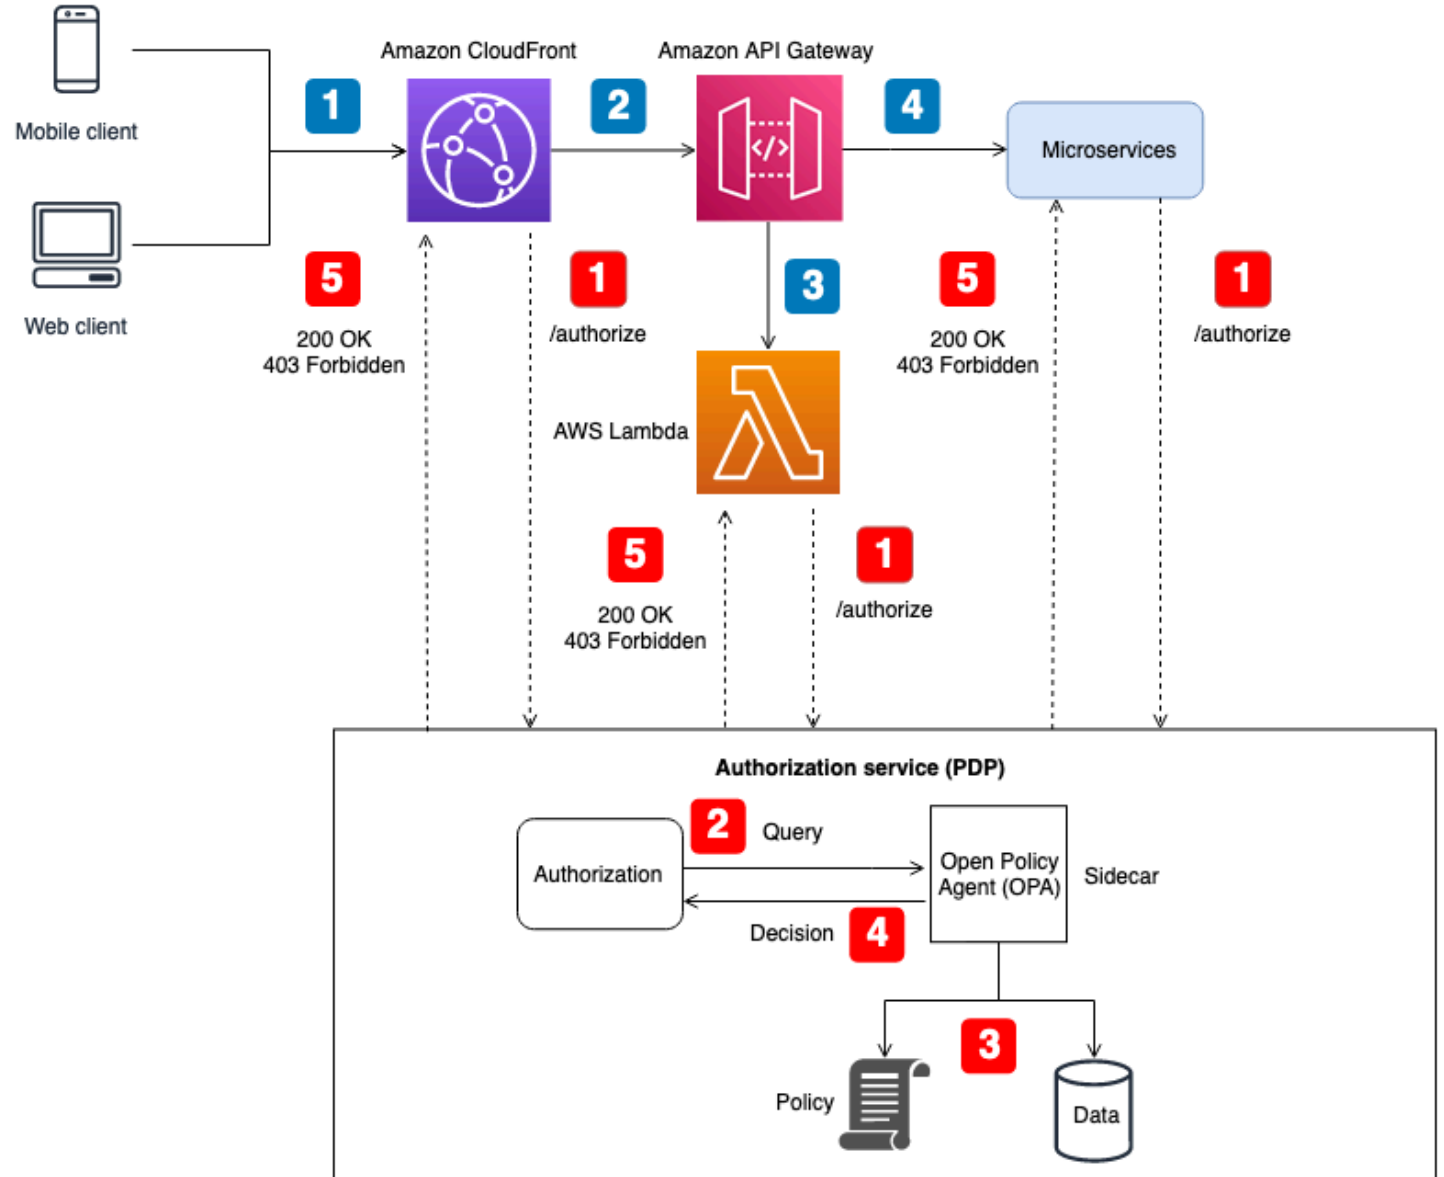 Amazon CloudFront
Amazon API Gateway
1
2
4
Mobile client
</>
Microservices
5
1
3
5
1
Web client
200 OK
403 Forbidden
/authorize
200 OK
403 Forbidden
/authorize
AWS Lambda
5
1
200 OK
403 Forbidden
/authorize
Authorization service (PDP)
2
Query
Authorization
Open Policy
Agent (OPA)
Sidecar
Decision
4
3
Policy
Data